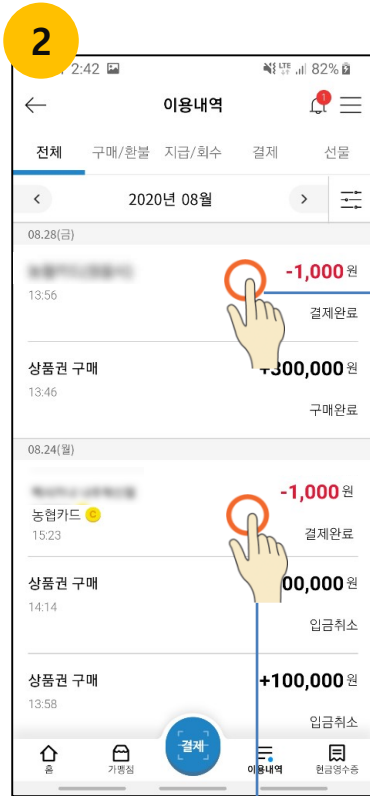 2
2:42 LTE 82%
이용내역 1
전체 구매/환불 지급/회수 결제 선물
2020년 08월
08.28(금)
-1,000 원
13:56
결제완료
상품권 구매
00,000 원
13:46
구매완료
08.24(월)
-1,000 원
농협카드 C
15:23
결제완료
상품권 구매
00,000 원
14:14
입금취소
상품권 구매 +100,000 원
13:58
입금취소
홈 가맹점 결제 이용내역 현금영수증